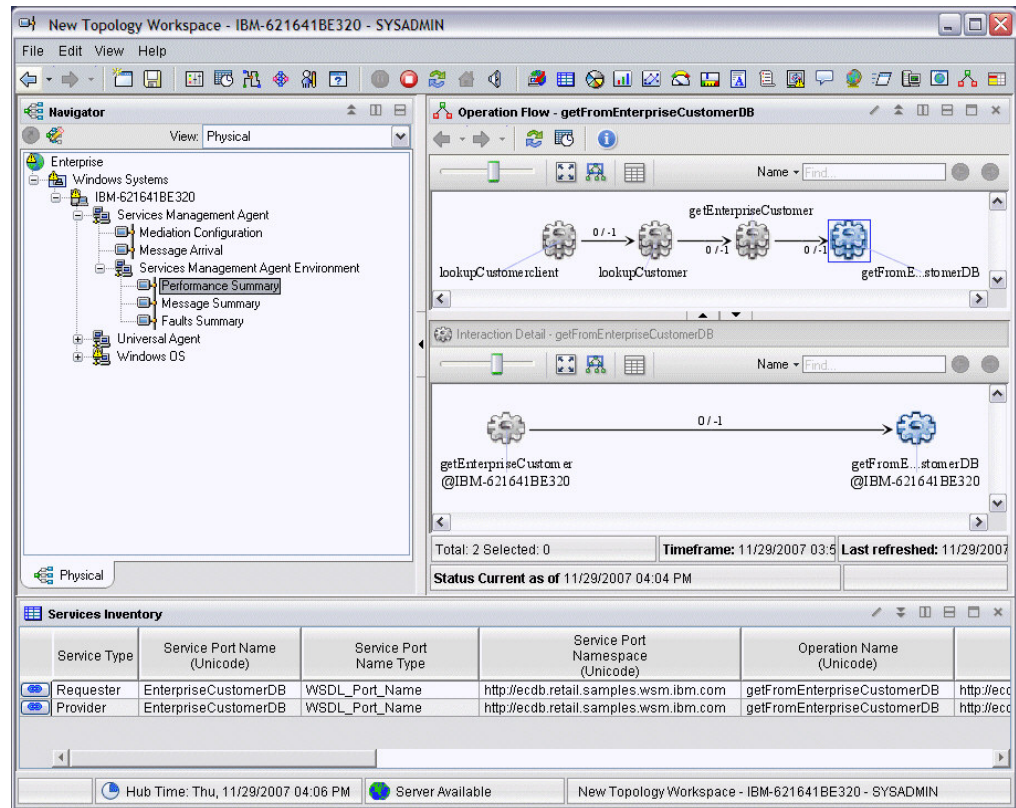 New Topology Workspace - IBM-621641BE320 - SYSADMIN
File Edit View Help
Navigator
View: Physical
Enterprise
Windows Systems
IBM-621641BE320
Services Management Agent
Mediation Configuration
Message Arrival
Services Management Agent Environment
Performance Summary
Message Summary
Faults Summary
Universal Agent
Windows OS
Physical
Operation Flow - getFromEnterpriseCustomerDB
Name Find...
getEnterpriseCustomer
0 / -1
0 / -1
0 / -1
lookupCustomerclient lookupCustomer getFromE...stomerDB
Interaction Detail - getFromEnterpriseCustomerDB
Name Find...
0 / -1
getEnterpriseCustomer getFromE...stomerDB
@IBM-621641BE320 @IBM-621641BE320
Total: 2 Selected: 0 Timeframe: 11/29/2007 03:5 Last refreshed: 11/29/2007
Status Current as of 11/29/2007 04:04 PM
Services Inventory
Service Type Service Port Name (Unicode) Service Port Name Type Service Port Namespace (Unicode) Operation Name (Unicode)
Requester EnterpriseCustomerDB WSDL_Port_Name http://ecdb.retail.samples.wsm.ibm.com getFromEnterpriseCustomerDB http://ecd
Provider EnterpriseCustomerDB WSDL_Port_Name http://ecdb.retail.samples.wsm.ibm.com getFromEnterpriseCustomerDB http://ecd
Hub Time: Thu, 11/29/2007 04:06 PM Server Available New Topology Workspace - IBM-621641BE320 - SYSADMIN